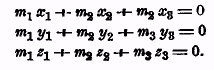 m₁ x₁ + m₂ x₂ + m₂ x₃ = 0
m₁ y₁ + m₂ y₂ + m₃ y₃ = 0
m₁ z₁ + m₂ z₂ + m₃ z₃ = 0.